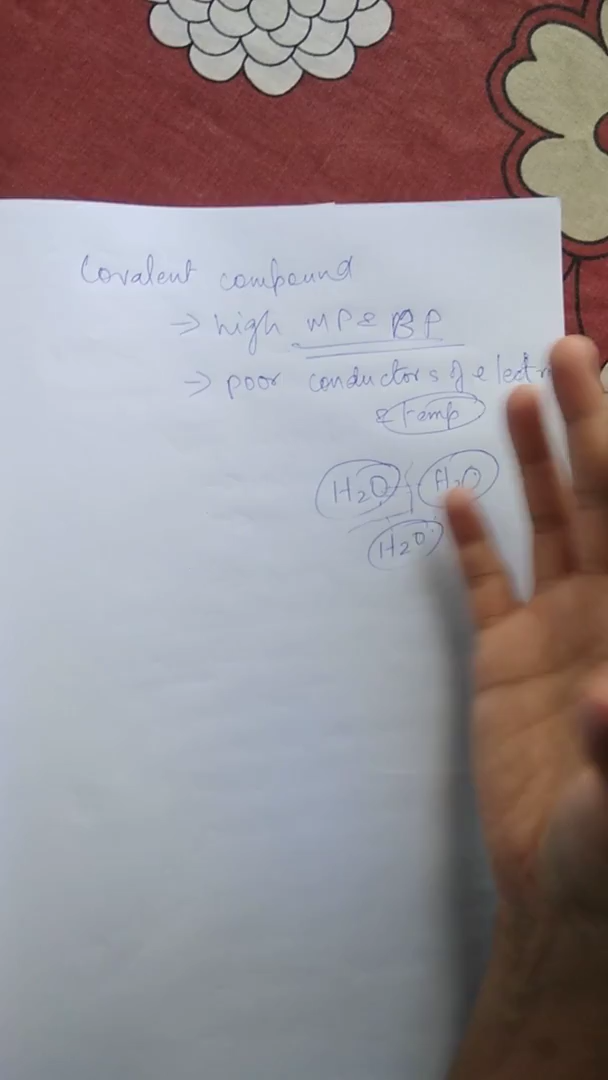 Covalent compound
→ high MP & BP
→ poor conductors of electr
& temp
H2O H2O
H2O